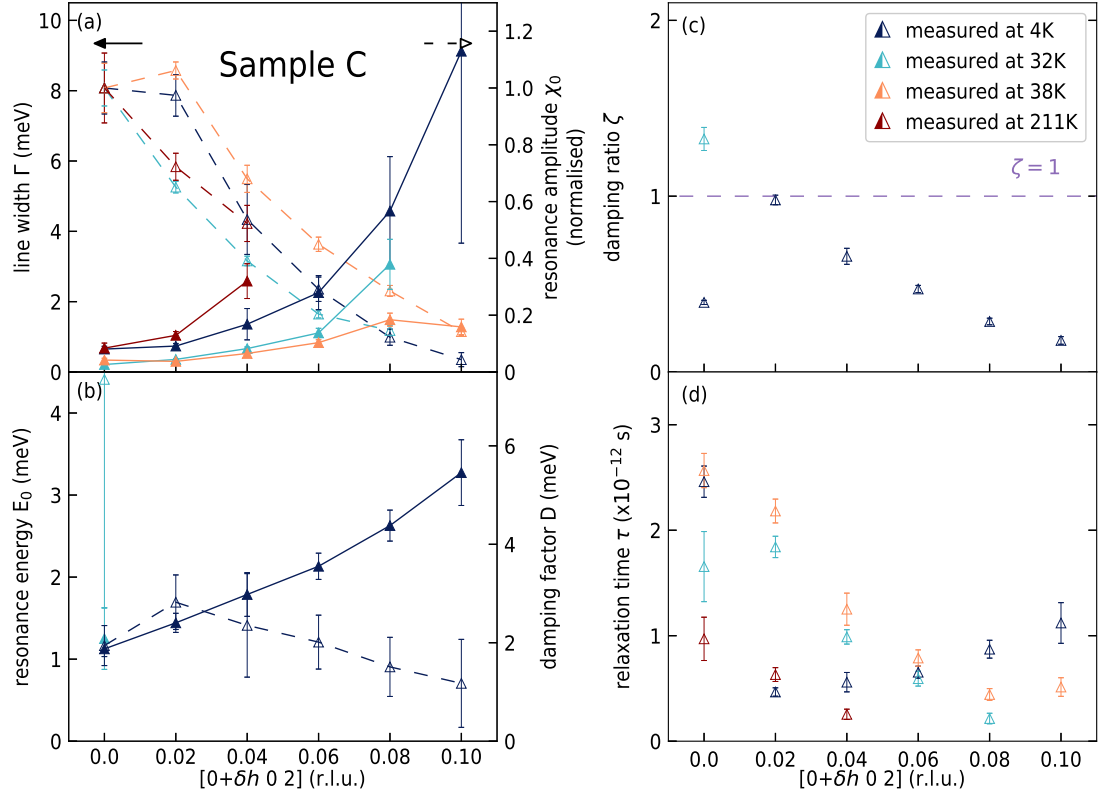 (a)
Sample C
10
8
6
4
2
0
line width Γ (meV)
1.2
1.0
0.8
0.6
0.4
0.2
0
resonance amplitude χ₀
(normalised)
(b)
4
3
2
1
0
resonance energy E₀ (meV)
6
4
2
0
damping factor D (meV)
0.0 0.02 0.04 0.06 0.08 0.10
[0+δh 0 2] (r.l.u.)
(c)
2
1
0
damping ratio ζ
measured at 4K
measured at 32K
measured at 38K
measured at 211K
ζ = 1
(d)
3
2
1
0
relaxation time τ (x10⁻¹² s)
0.0 0.02 0.04 0.06 0.08 0.10
[0+δh 0 2] (r.l.u.)